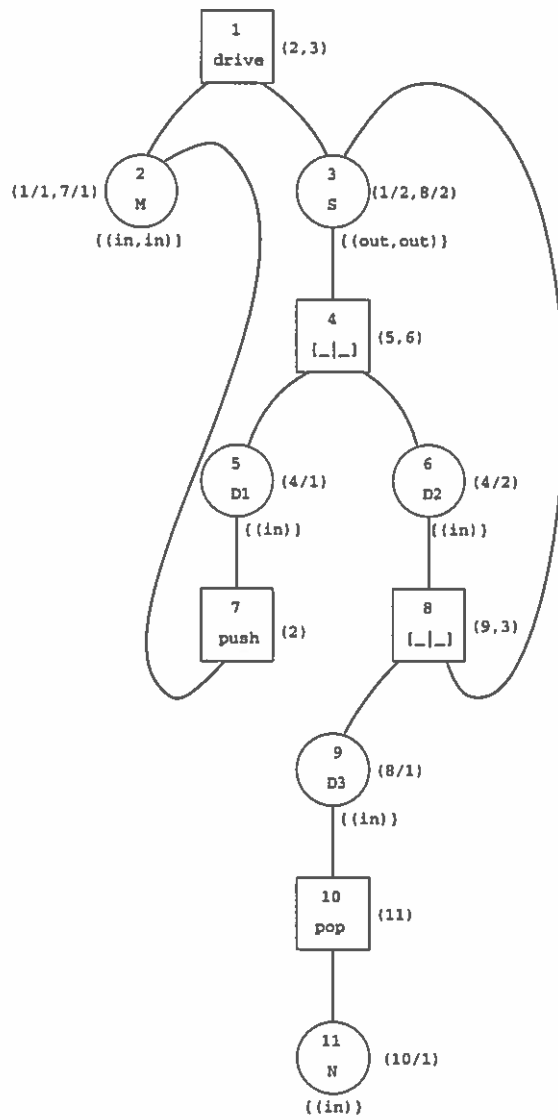 1
drive
(2,3)
(1/1,7/1)
2
M
{(in,in)}
3
S
(1/2,8/2)
{(out,out)}
4
[_|_]
(5,6)
5
D1
(4/1)
{(in)}
6
D2
(4/2)
{(in)}
7
push
(2)
8
[_|_]
(9,3)
9
D3
(8/1)
{(in)}
10
pop
(11)
11
N
(10/1)
{(in)}